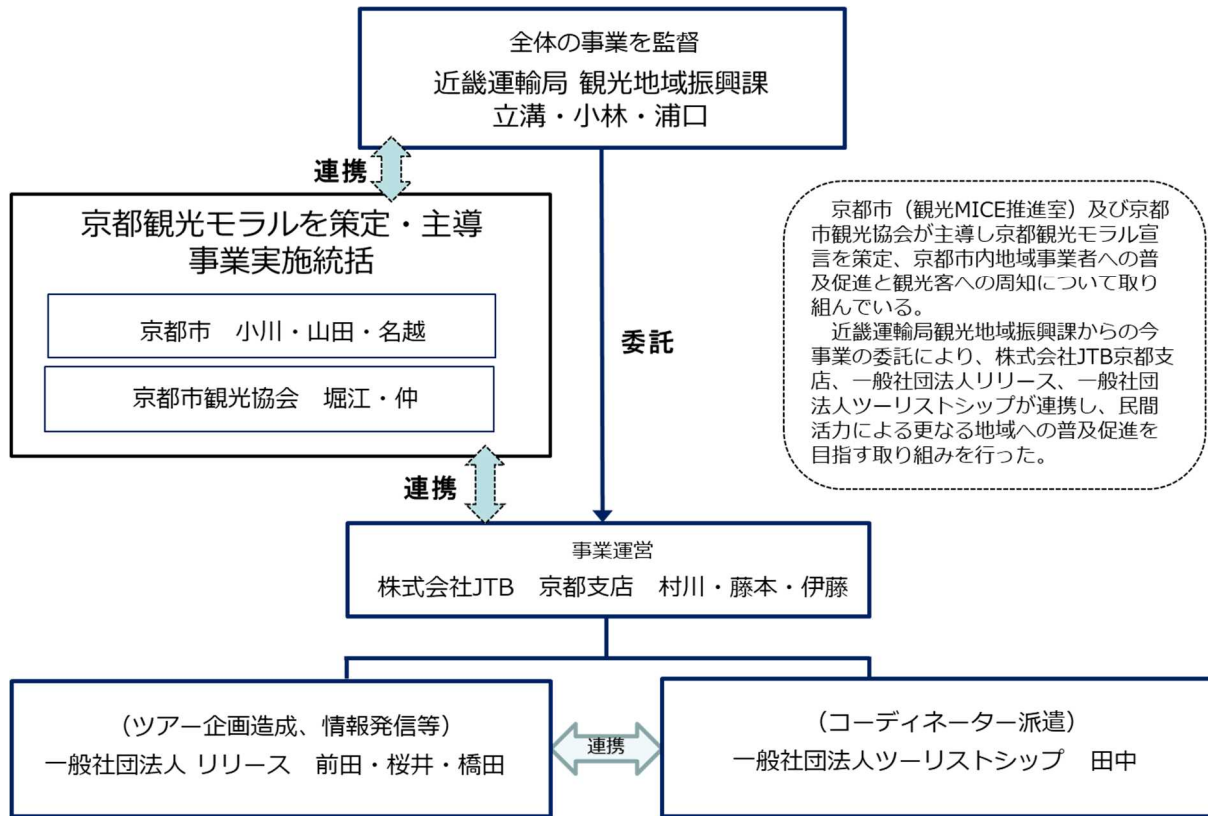 全体の事業を監督
近畿運輸局 観光地域振興課
立溝・小林・浦口
連携
京都観光モラルを策定・主導
事業実施統括
京都市　小川・山田・名越
京都市観光協会　堀江・仲
委託
　京都市（観光MICE推進室）及び京都
市観光協会が主導し京都観光モラル宣
言を策定、京都市内地域事業者への普
及促進と観光客への周知について取り
組んでいる。
　近畿運輸局観光地域振興課からの今
事業の委託により、株式会社JTB京都支
店、一般社団法人リリース、一般社団
法人ツーリストシップが連携し、民間
活力による更なる地域への普及促進を
目指す取り組みを行った。
連携
事業運営
株式会社JTB　京都支店　村川・藤本・伊藤
（ツアー企画造成、情報発信等）
一般社団法人 リリース　前田・桜井・橋田
連携
（コーディネーター派遣）
一般社団法人ツーリストシップ　田中